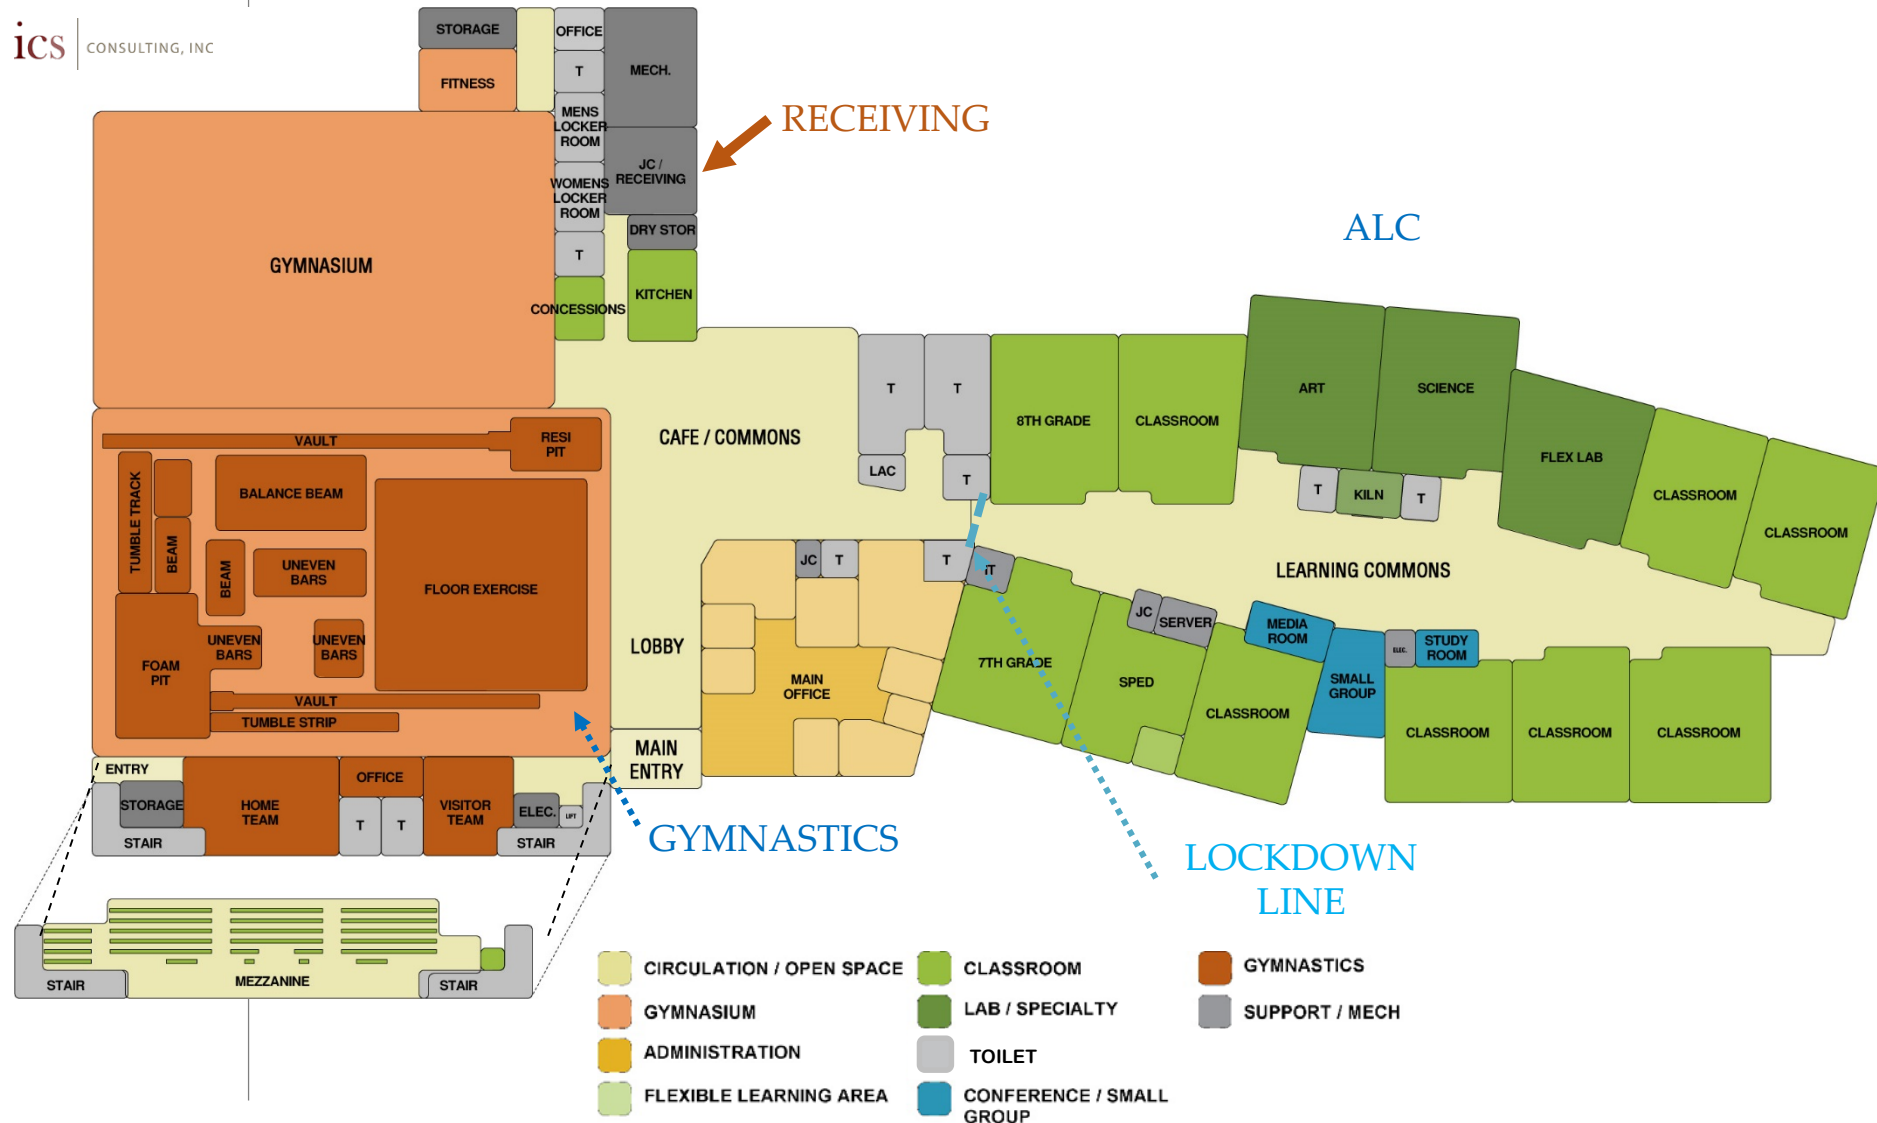 ics CONSULTING, INC
STORAGE
OFFICE
T
MECH.
FITNESS
MENS
LOCKER
ROOM
JC /
RECEIVING
RECEIVING
WOMENS
LOCKER
ROOM
DRY STOR
T
KITCHEN
CONCESSIONS
GYMNASIUM
ALC
T
T
LAC
T
8TH GRADE
CLASSROOM
ART
SCIENCE
FLEX LAB
CLASSROOM
CLASSROOM
T
KILN
T
CAFE / COMMONS
VAULT
RESI
PIT
TUMBLE TRACK
BEAM
BALANCE BEAM
BEAM
UNEVEN
BARS
FLOOR EXERCISE
UNEVEN
BARS
UNEVEN
BARS
FOAM
PIT
VAULT
TUMBLE STRIP
LOBBY
JC
T
T
IT
LEARNING COMMONS
MAIN
OFFICE
7TH GRADE
JC
SERVER
SPED
CLASSROOM
MEDIA
ROOM
SMALL
GROUP
ELEC.
STUDY
ROOM
CLASSROOM
CLASSROOM
CLASSROOM
MAIN
ENTRY
ENTRY
STORAGE
HOME
TEAM
OFFICE
T
T
VISITOR
TEAM
ELEC.
LIFT
STAIR
STAIR
GYMNASTICS
LOCKDOWN
LINE
STAIR
MEZZANINE
STAIR
CIRCULATION / OPEN SPACE
GYMNASIUM
ADMINISTRATION
FLEXIBLE LEARNING AREA
CLASSROOM
LAB / SPECIALTY
TOILET
CONFERENCE / SMALL
GROUP
GYMNASTICS
SUPPORT / MECH